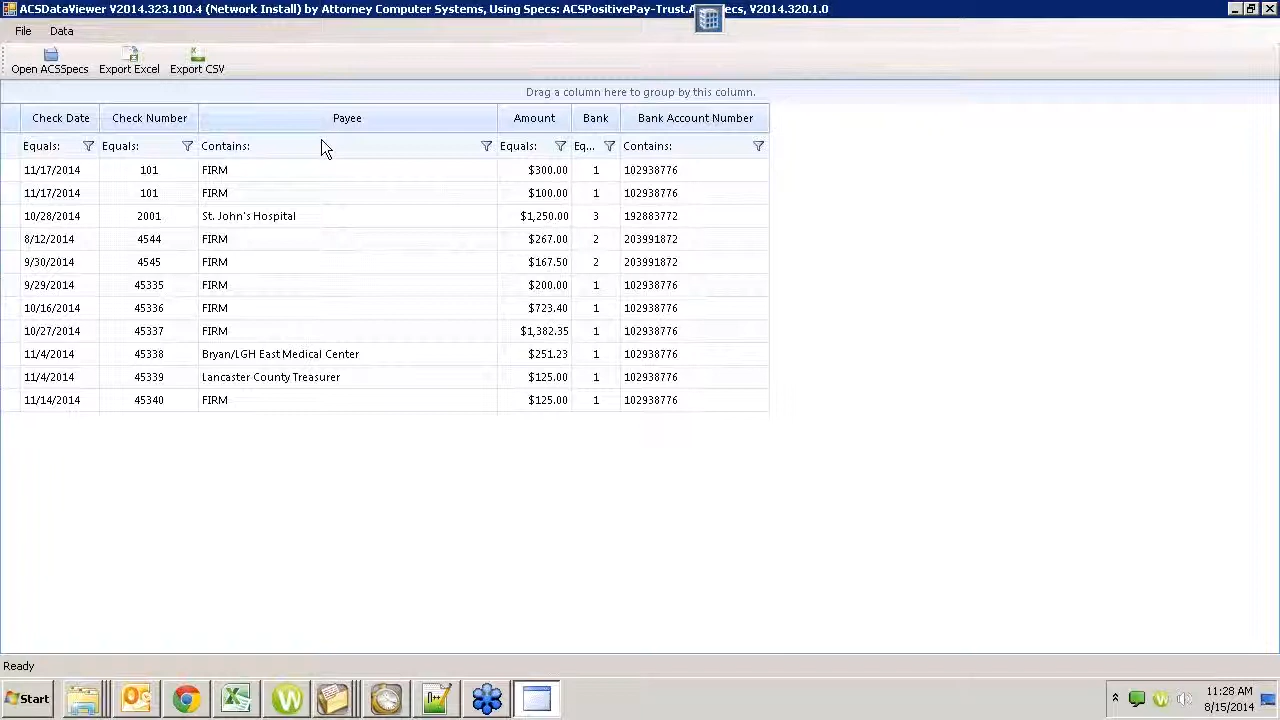 ACSDataViewer V2014.323.100.4 (Network Install) by Attorney Computer Systems, Using Specs: ACSPositivePay-Trust.A ecs, V2014.320.1.0
File Data
Open ACSSpecs Export Excel Export CSV
Drag a column here to group by this column.
Check Date Check Number Payee Amount Bank Bank Account Number
Equals: Equals: Contains: Equals: Eq... Contains:
11/17/2014 101 FIRM $300.00 1 102938776
11/17/2014 101 FIRM $100.00 1 102938776
10/28/2014 2001 St. John's Hospital $1,250.00 3 192883772
8/12/2014 4544 FIRM $267.00 2 203991872
9/30/2014 4545 FIRM $167.50 2 203991872
9/29/2014 45335 FIRM $200.00 1 102938776
10/16/2014 45336 FIRM $723.40 1 102938776
10/27/2014 45337 FIRM $1,382.35 1 102938776
11/4/2014 45338 Bryan/LGH East Medical Center $251.23 1 102938776
11/4/2014 45339 Lancaster County Treasurer $125.00 1 102938776
11/14/2014 45340 FIRM $125.00 1 102938776
Ready
Start
11:28 AM
8/15/2014